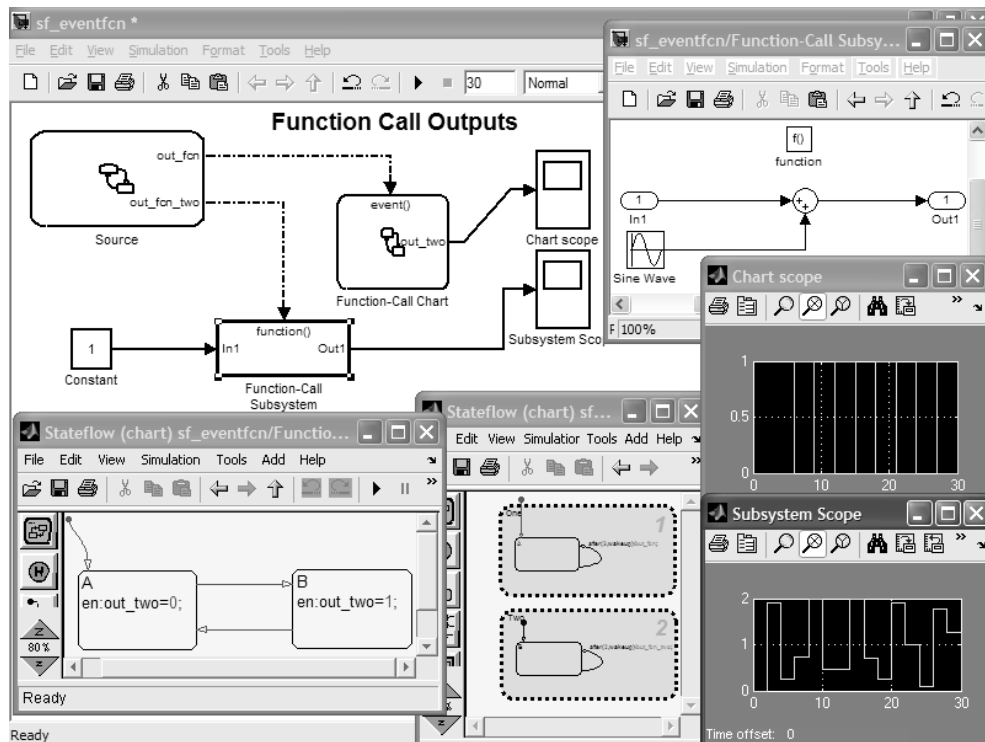 sf_eventfcn *
File Edit View Simulation Format Tools Help
30 Normal
Function Call Outputs
out_fcn
out_fcn_two
Source
event()
out_two
Function-Call Chart
Chart scope
Subsystem Sco
1
Constant
function()
In1 Out1
Function-Call
Subsystem
sf_eventfcn/Function-Call Subsy...
File Edit View Simulation Format Tools Help
f()
function
1
In1
1
Out1
Sine Wave
100%
Chart scope
1
0.5
0
0 10 20 30
Stateflow (chart) sf_eventfcn/Functio...
File Edit View Simulation Tools Add Help
A
en:out_two=0;
B
en:out_two=1;
80%
Ready
Stateflow (chart) sf...
Edit View Simulation Tools Add Help
One
1
A
Two
2
Subsystem Scope
2
1
0
0 10 20 30
Time offset: 0
Ready